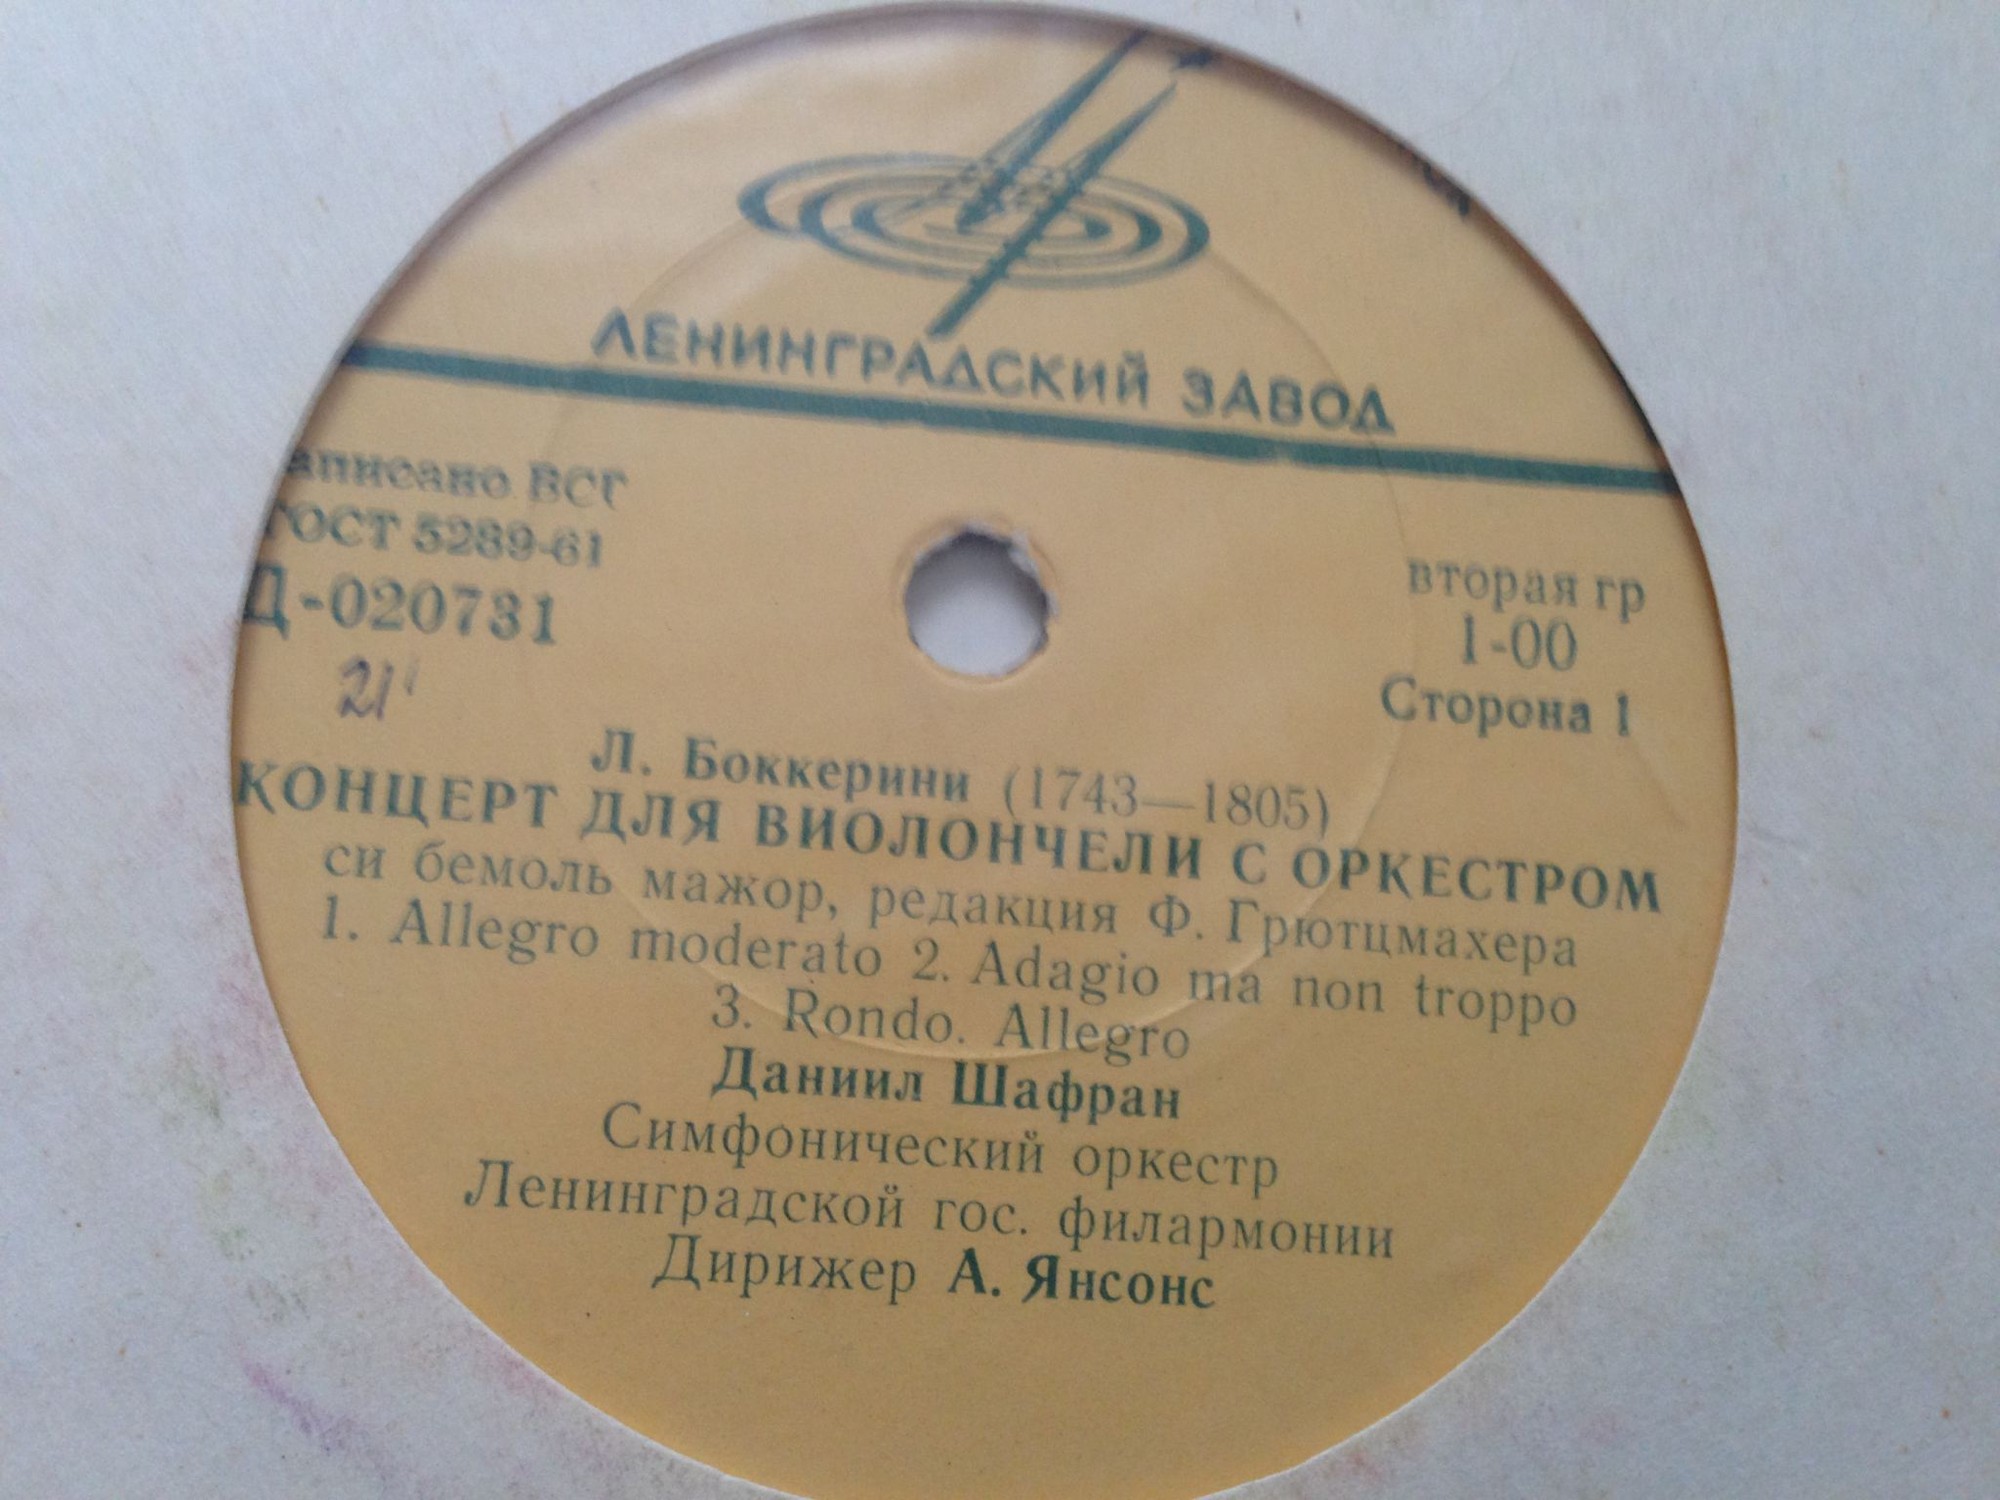 ЛЕНИНГРАДСКИЙ ЗАВОД
аписано ВСГ
ГОСТ 5289-61
Д-020731
21'
вторая гр
1-00
Сторона 1
Л. Боккерини (1743—1805)
КОНЦЕРТ ДЛЯ ВИОЛОНЧЕЛИ С ОРКЕСТРОМ
си бемоль мажор, редакция Ф. Грютцмахера
1. Allegro moderato 2. Adagio ma non troppo
3. Rondo. Allegro
Даниил Шафран
Симфонический оркестр
Ленинградской гос. филармонии
Дирижер А. Янсонс